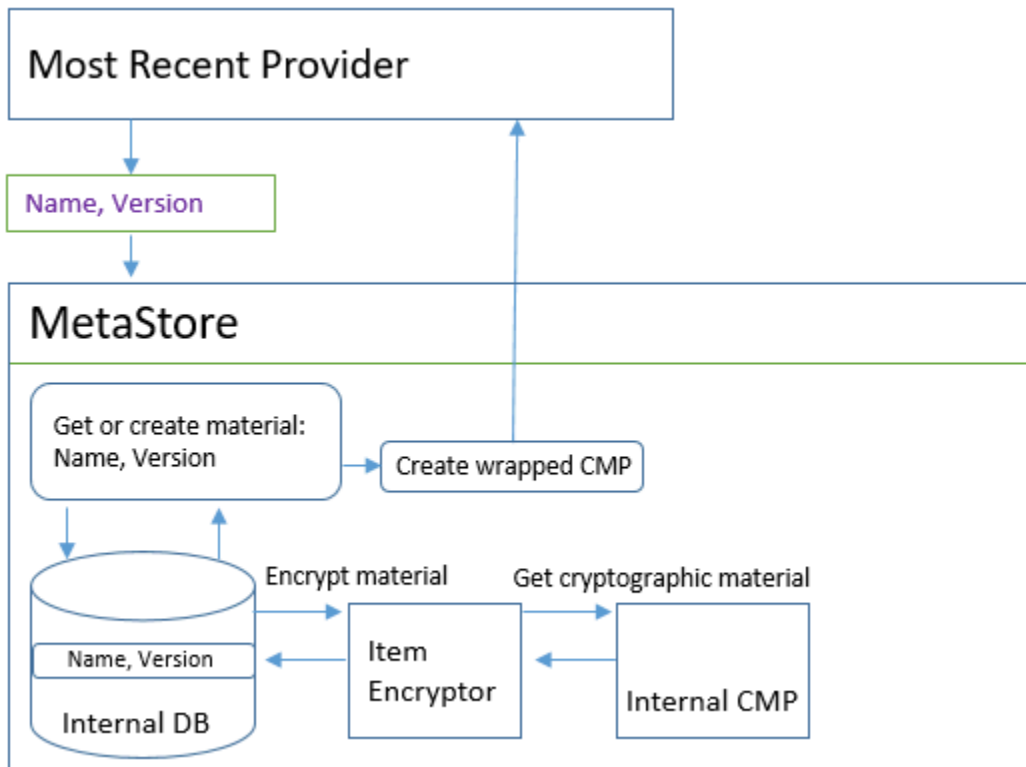 Most Recent Provider
Name, Version
MetaStore
Get or create material:
Name, Version
Create wrapped CMP
Encrypt material
Get cryptographic material
Name, Version
Internal DB
Item
Encryptor
Internal CMP